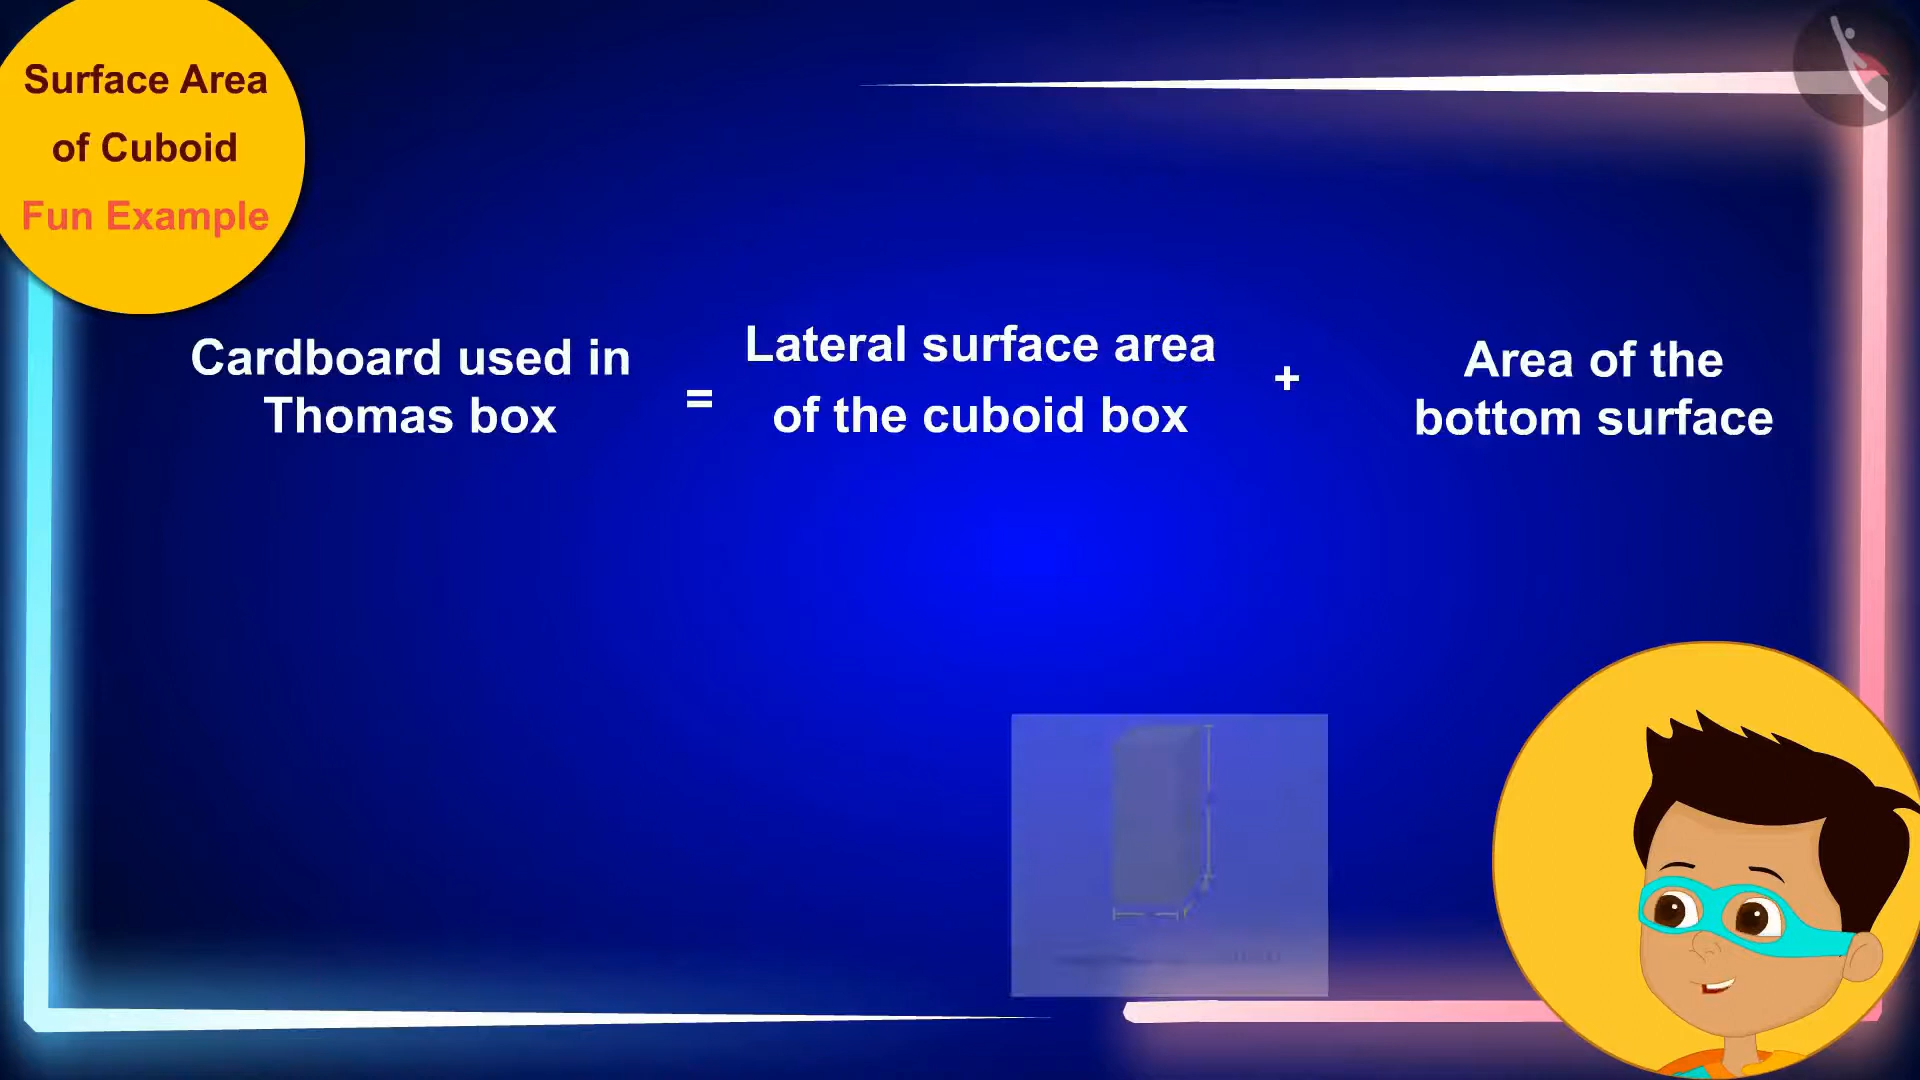 Surface Area
of Cuboid
Fun Example
Cardboard used in
Thomas box
=
Lateral surface area
of the cuboid box
+
Area of the
bottom surface